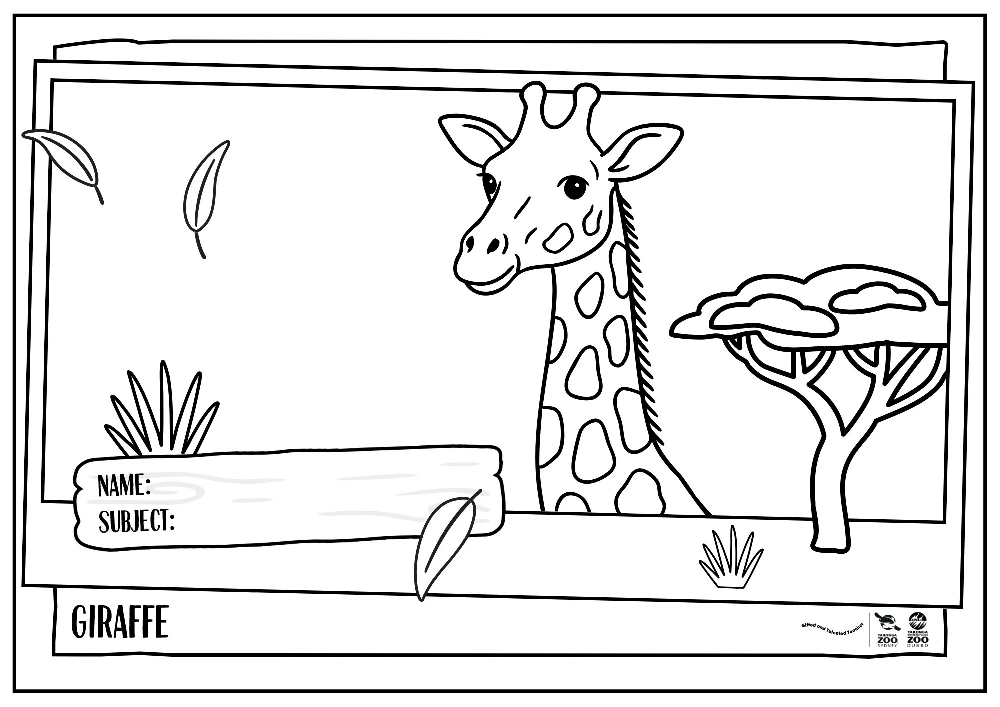 NAME:
SUBJECT:
GIRAFFE
Gifted and Talented Teacher
TARONGA
ZOO
SYDNEY
TARONGA
WESTERN PLAINS
ZOO
DUBBO